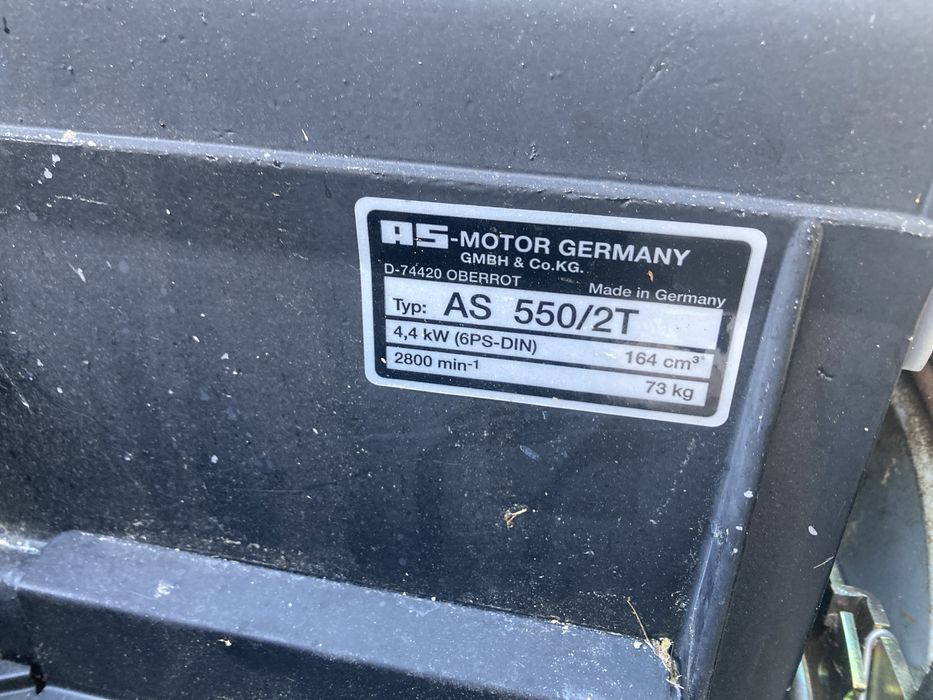 AS-MOTOR GERMANY
GMBH & Co.KG.
D-74420 OBERROT
Made in Germany
Typ: AS 550/2T
4,4 kW (6PS-DIN) 164 cm³
2800 min⁻¹ 73 kg